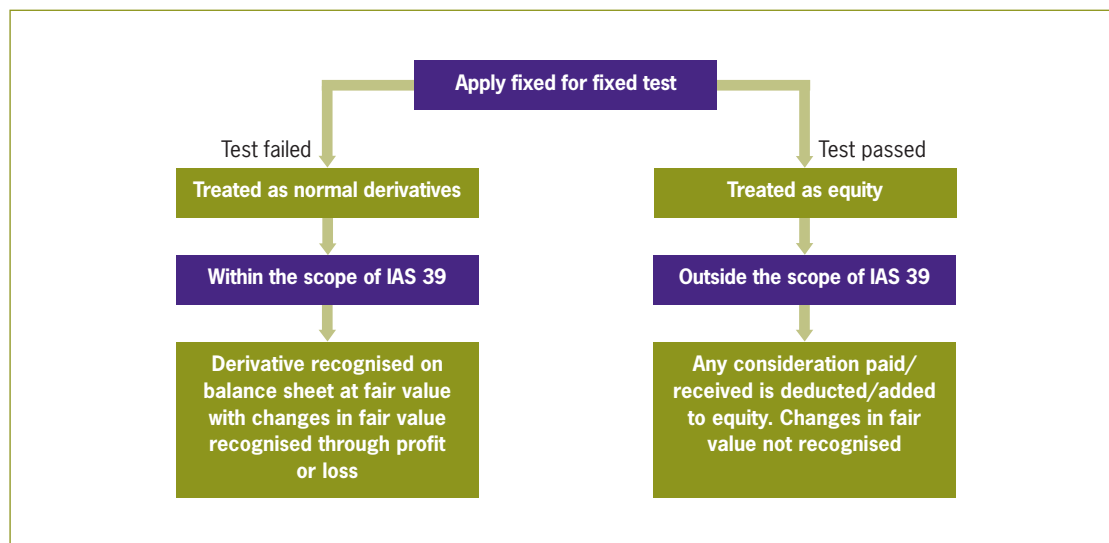 Apply fixed for fixed test
Test failed
Test passed
Treated as normal derivatives
Treated as equity
Within the scope of IAS 39
Outside the scope of IAS 39
Derivative recognised on
balance sheet at fair value
with changes in fair value
recognised through profit
or loss
Any consideration paid/
received is deducted/added
to equity. Changes in fair
value not recognised